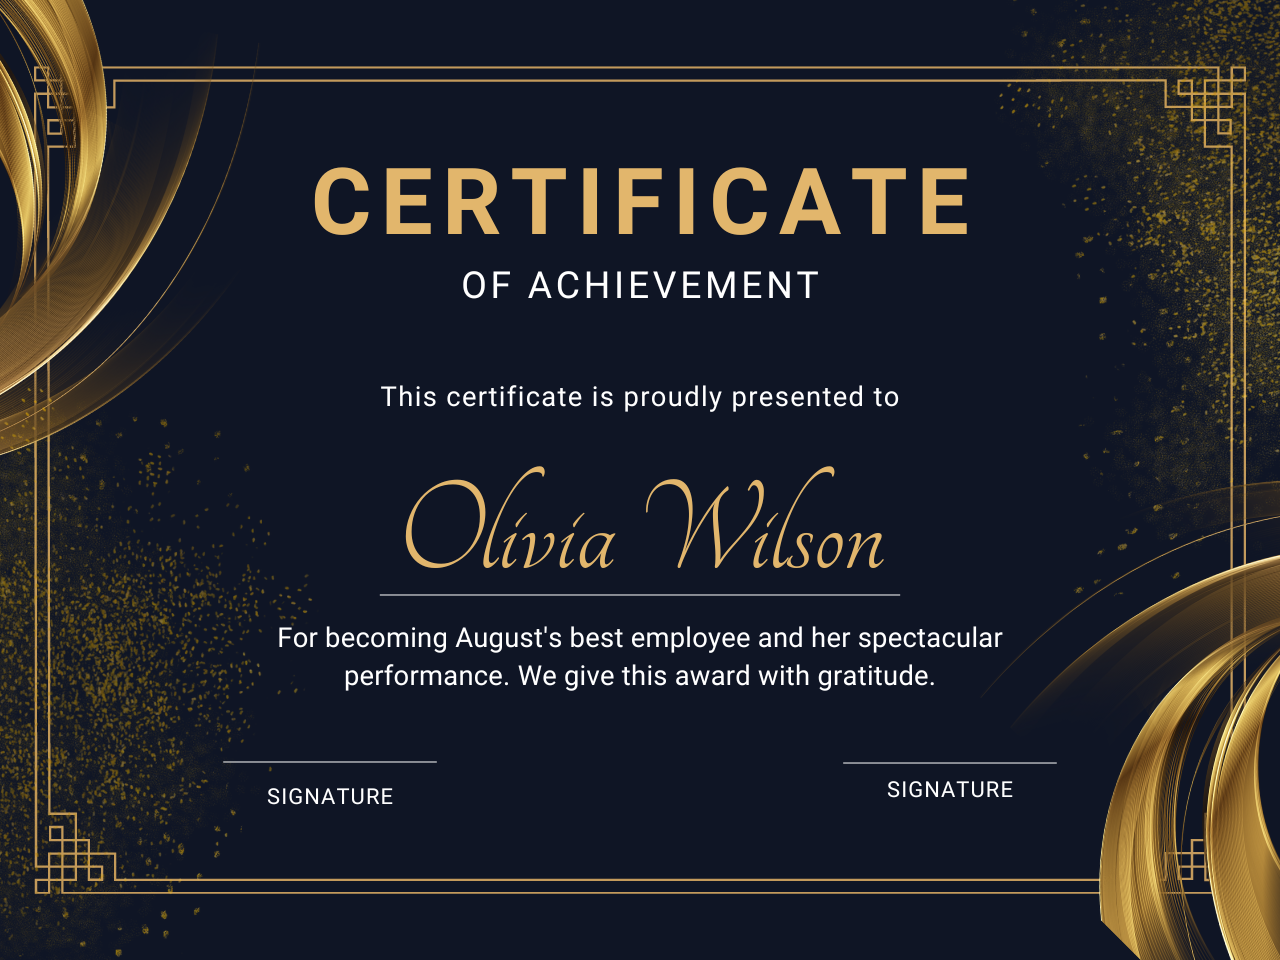 CERTIFICATE
OF ACHIEVEMENT
This certificate is proudly presented to
Olivia Wilson
For becoming August's best employee and her spectacular
performance. We give this award with gratitude.
SIGNATURE
SIGNATURE